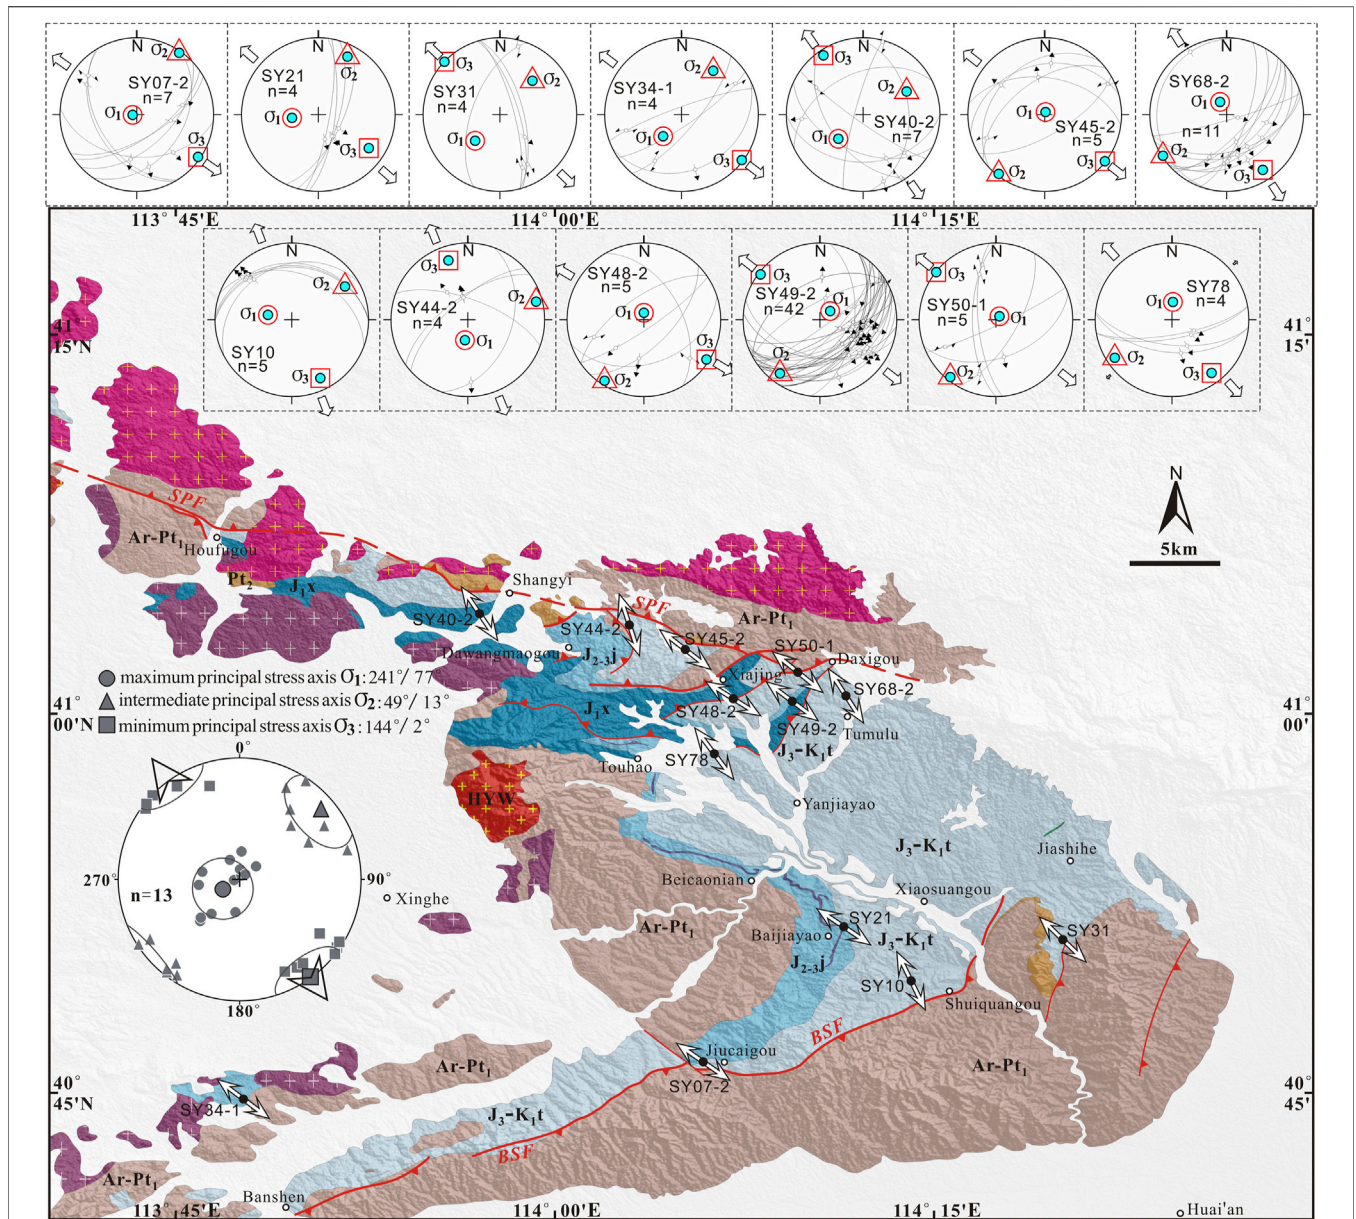 N
σ₂
SY07-2
n=7
σ₁
σ₃
N
σ₂
SY21
n=4
σ₁
σ₃
N
σ₃
SY31
n=4
σ₂
σ₁
N
σ₂
SY34-1
n=4
σ₁
σ₃
N
σ₃
σ₂
SY40-2
n=7
σ₁
N
σ₁
SY45-2
n=5
σ₃
σ₂
N
SY68-2
σ₁
n=11
σ₂
σ₃
113°45'E
114°00'E
114°15'E
N
σ₂
σ₁
SY10
n=5
σ₃
N
σ₃
SY44-2
n=4
σ₂
σ₁
N
SY48-2
n=5
σ₁
σ₃
σ₂
N
σ₃
SY49-2
n=42
σ₁
σ₂
N
σ₃
SY50-1
n=5
σ₁
σ₂
N
SY78
n=4
σ₁
σ₂
σ₃
41°
15'N
41°
15'
N
5km
SPF
Ar-Pt₁
Houfugou
Pt₂
J₁x
Shangyi
SPF
Ar-Pt₁
SY40-2
SY44-2
SY45-2
SY50-1
Daxigou
Dawangmaogou
J₂₋₃j
Xiajing
SY68-2
maximum principal stress axis σ₁:241°/ 77
intermediate principal stress axis σ₂:49°/ 13°
minimum principal stress axis σ₃:144°/ 2°
J₁x
SY48-2
SY49-2
Tumulu
41°
00'N
41°
00'
J₃-K₁t
SY78
Touhao
HYW
Yanjiayao
0°
270°
90°
n=13
180°
Xinghe
J₃-K₁t
Jiashihe
Beicaonian
Xiaosuangou
Ar-Pt₁
SY21
Baijiayao
J₃-K₁t
SY31
J₂₋₃j
SY10
Shuiquangou
BSF
Jiucaigou
SY07-2
Ar-Pt₁
Ar-Pt₁
40°
45'N
40°
45'
SY34-1
J₃-K₁t
BSF
Ar-Pt₁
Banshen
Huai'an
113°45'E
114°00'E
114°15'E